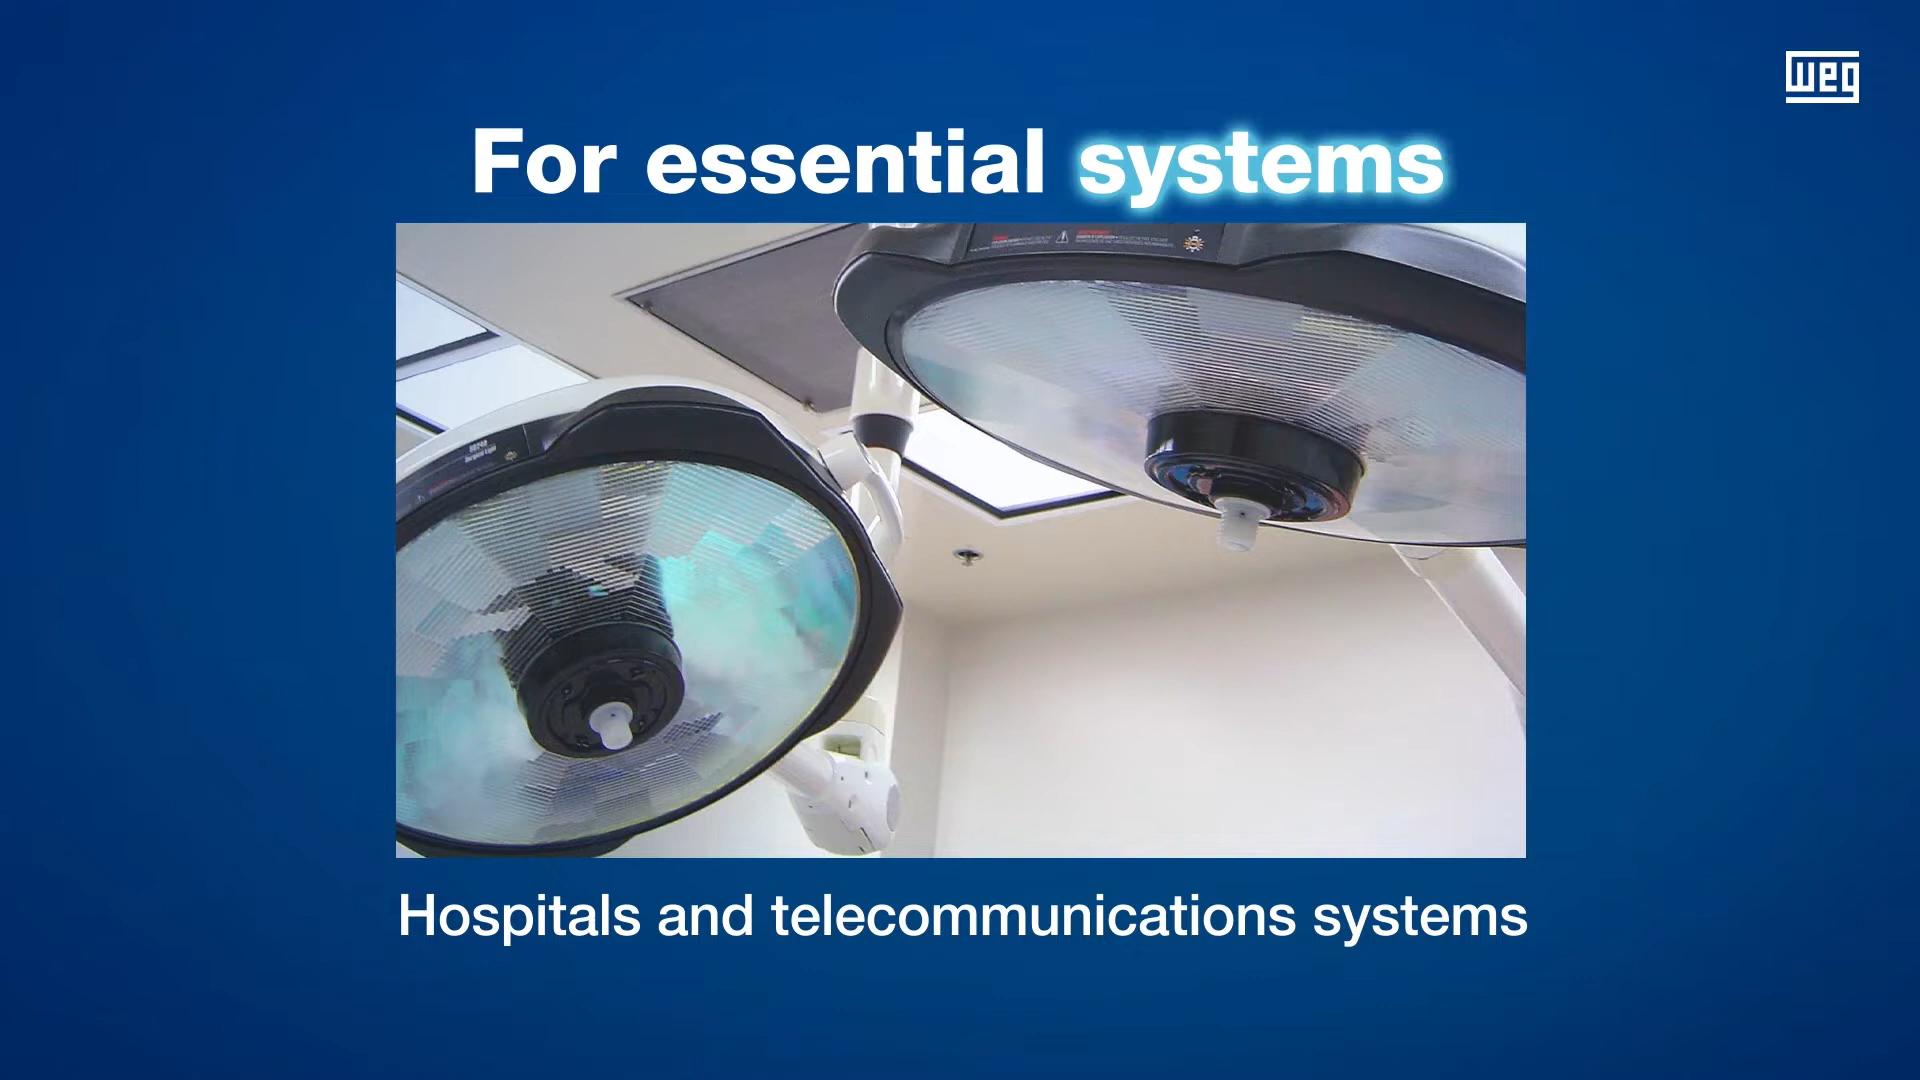 weg
For essential systems
Hospitals and telecommunications systems